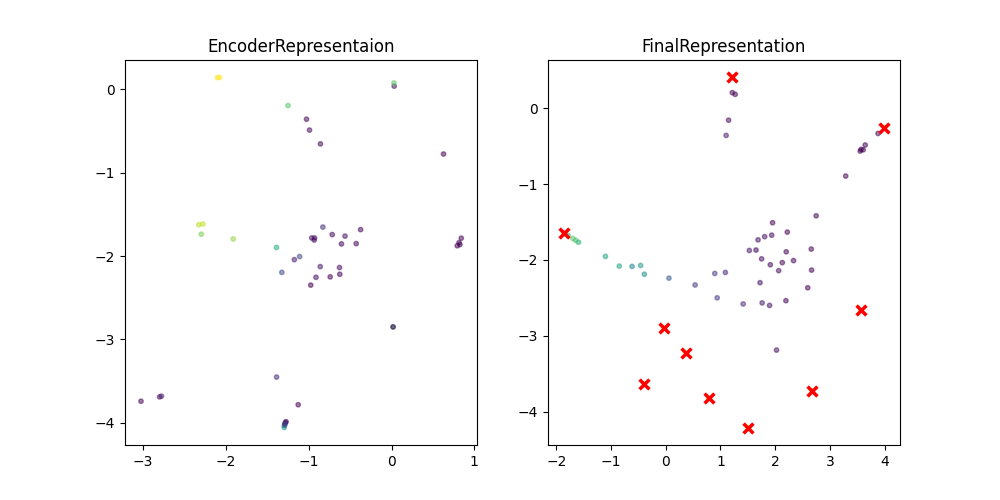 EncoderRepresentaion
0
−1
−2
−3
−4
−3 −2 −1 0 1
FinalRepresentation
0
−1
−2
−3
−4
−2 −1 0 1 2 3 4